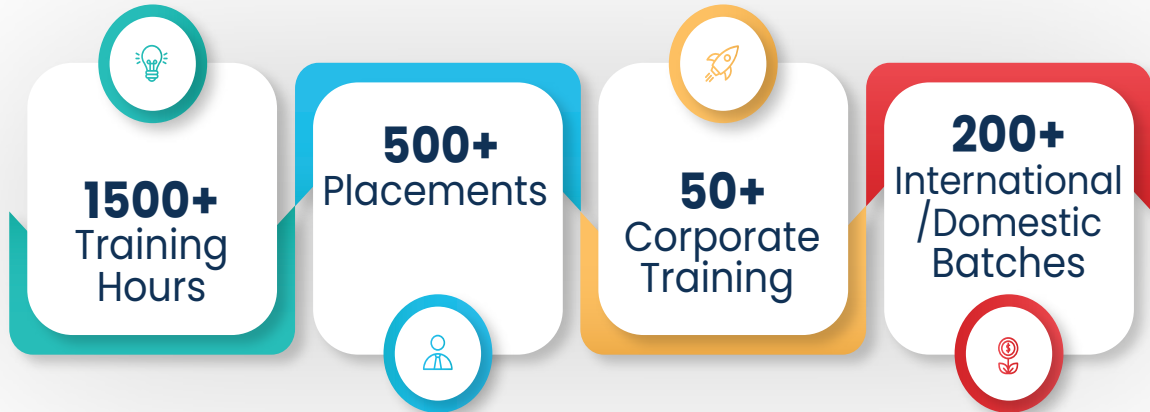 1500+
Training
Hours
500+
Placements
50+
Corporate
Training
200+
International
/Domestic
Batches